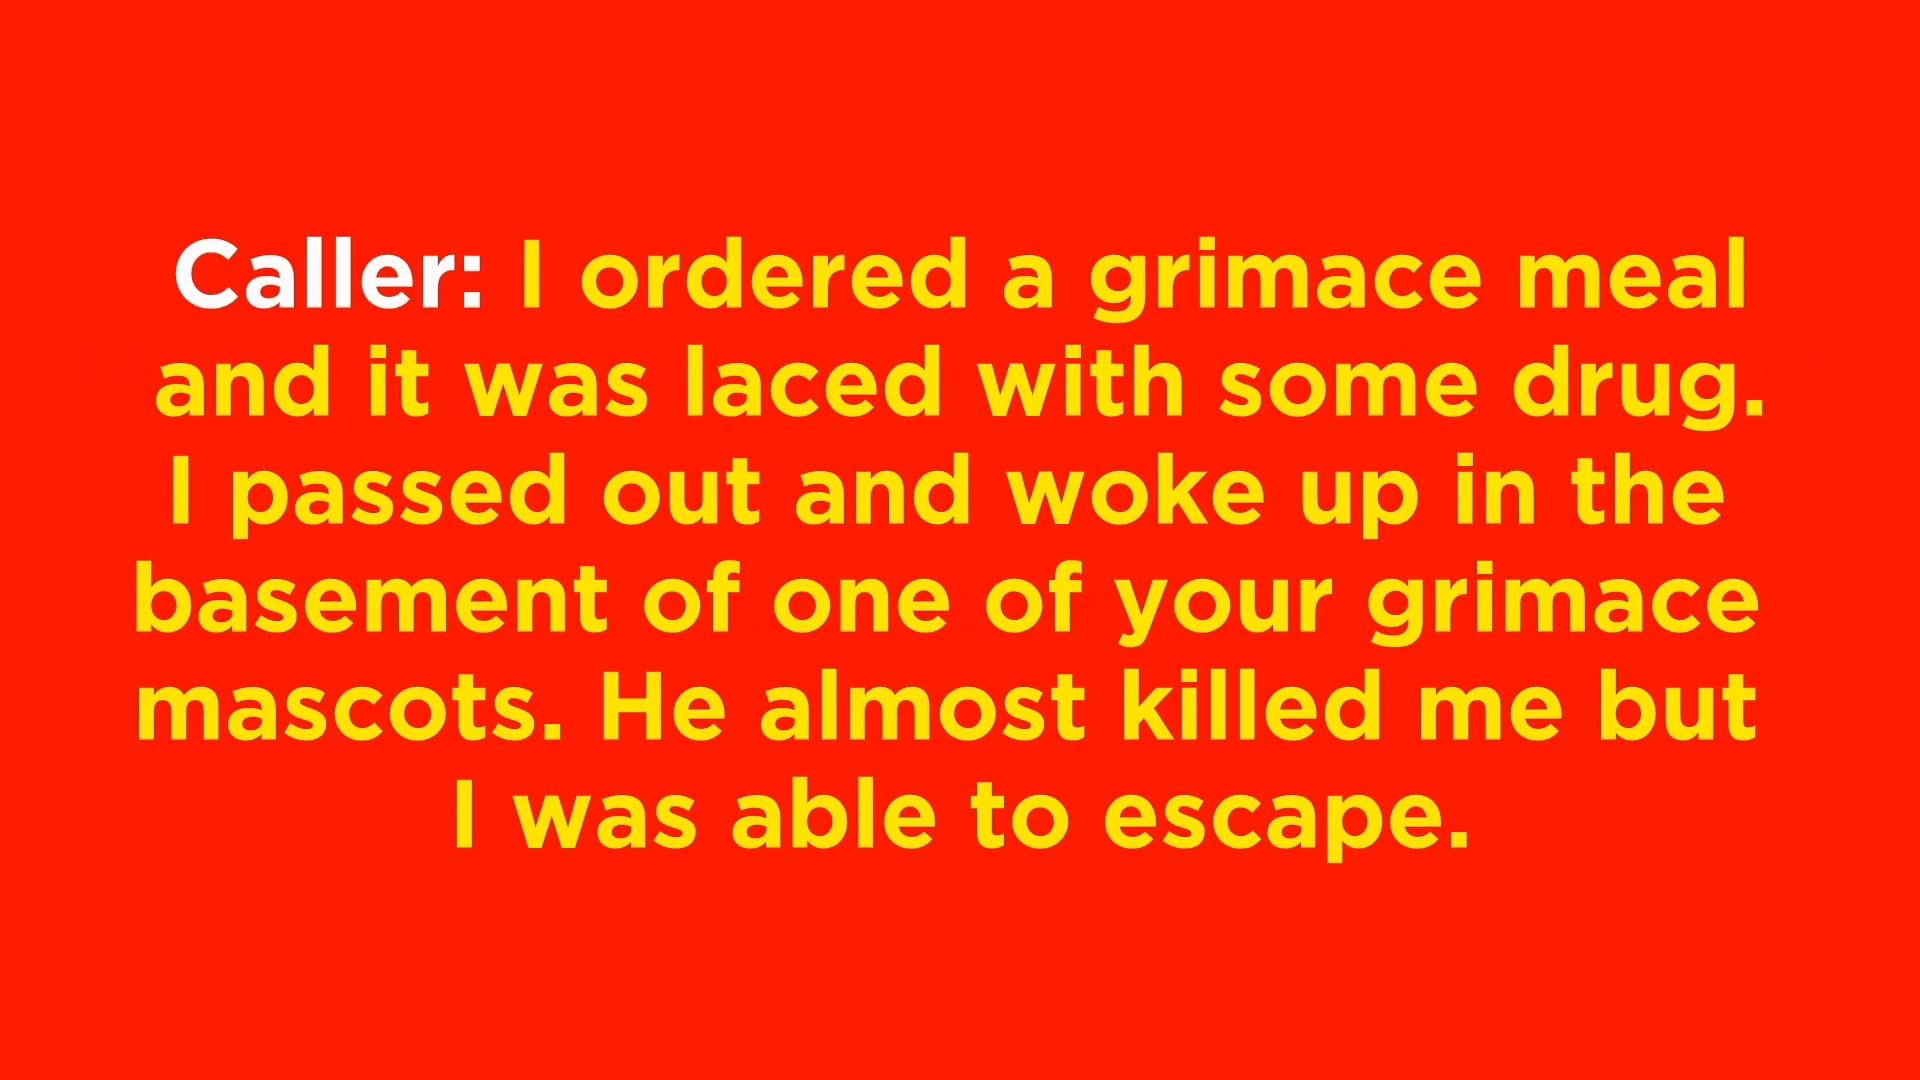 Caller: I ordered a grimace meal
and it was laced with some drug.
I passed out and woke up in the
basement of one of your grimace
mascots. He almost killed me but
I was able to escape.